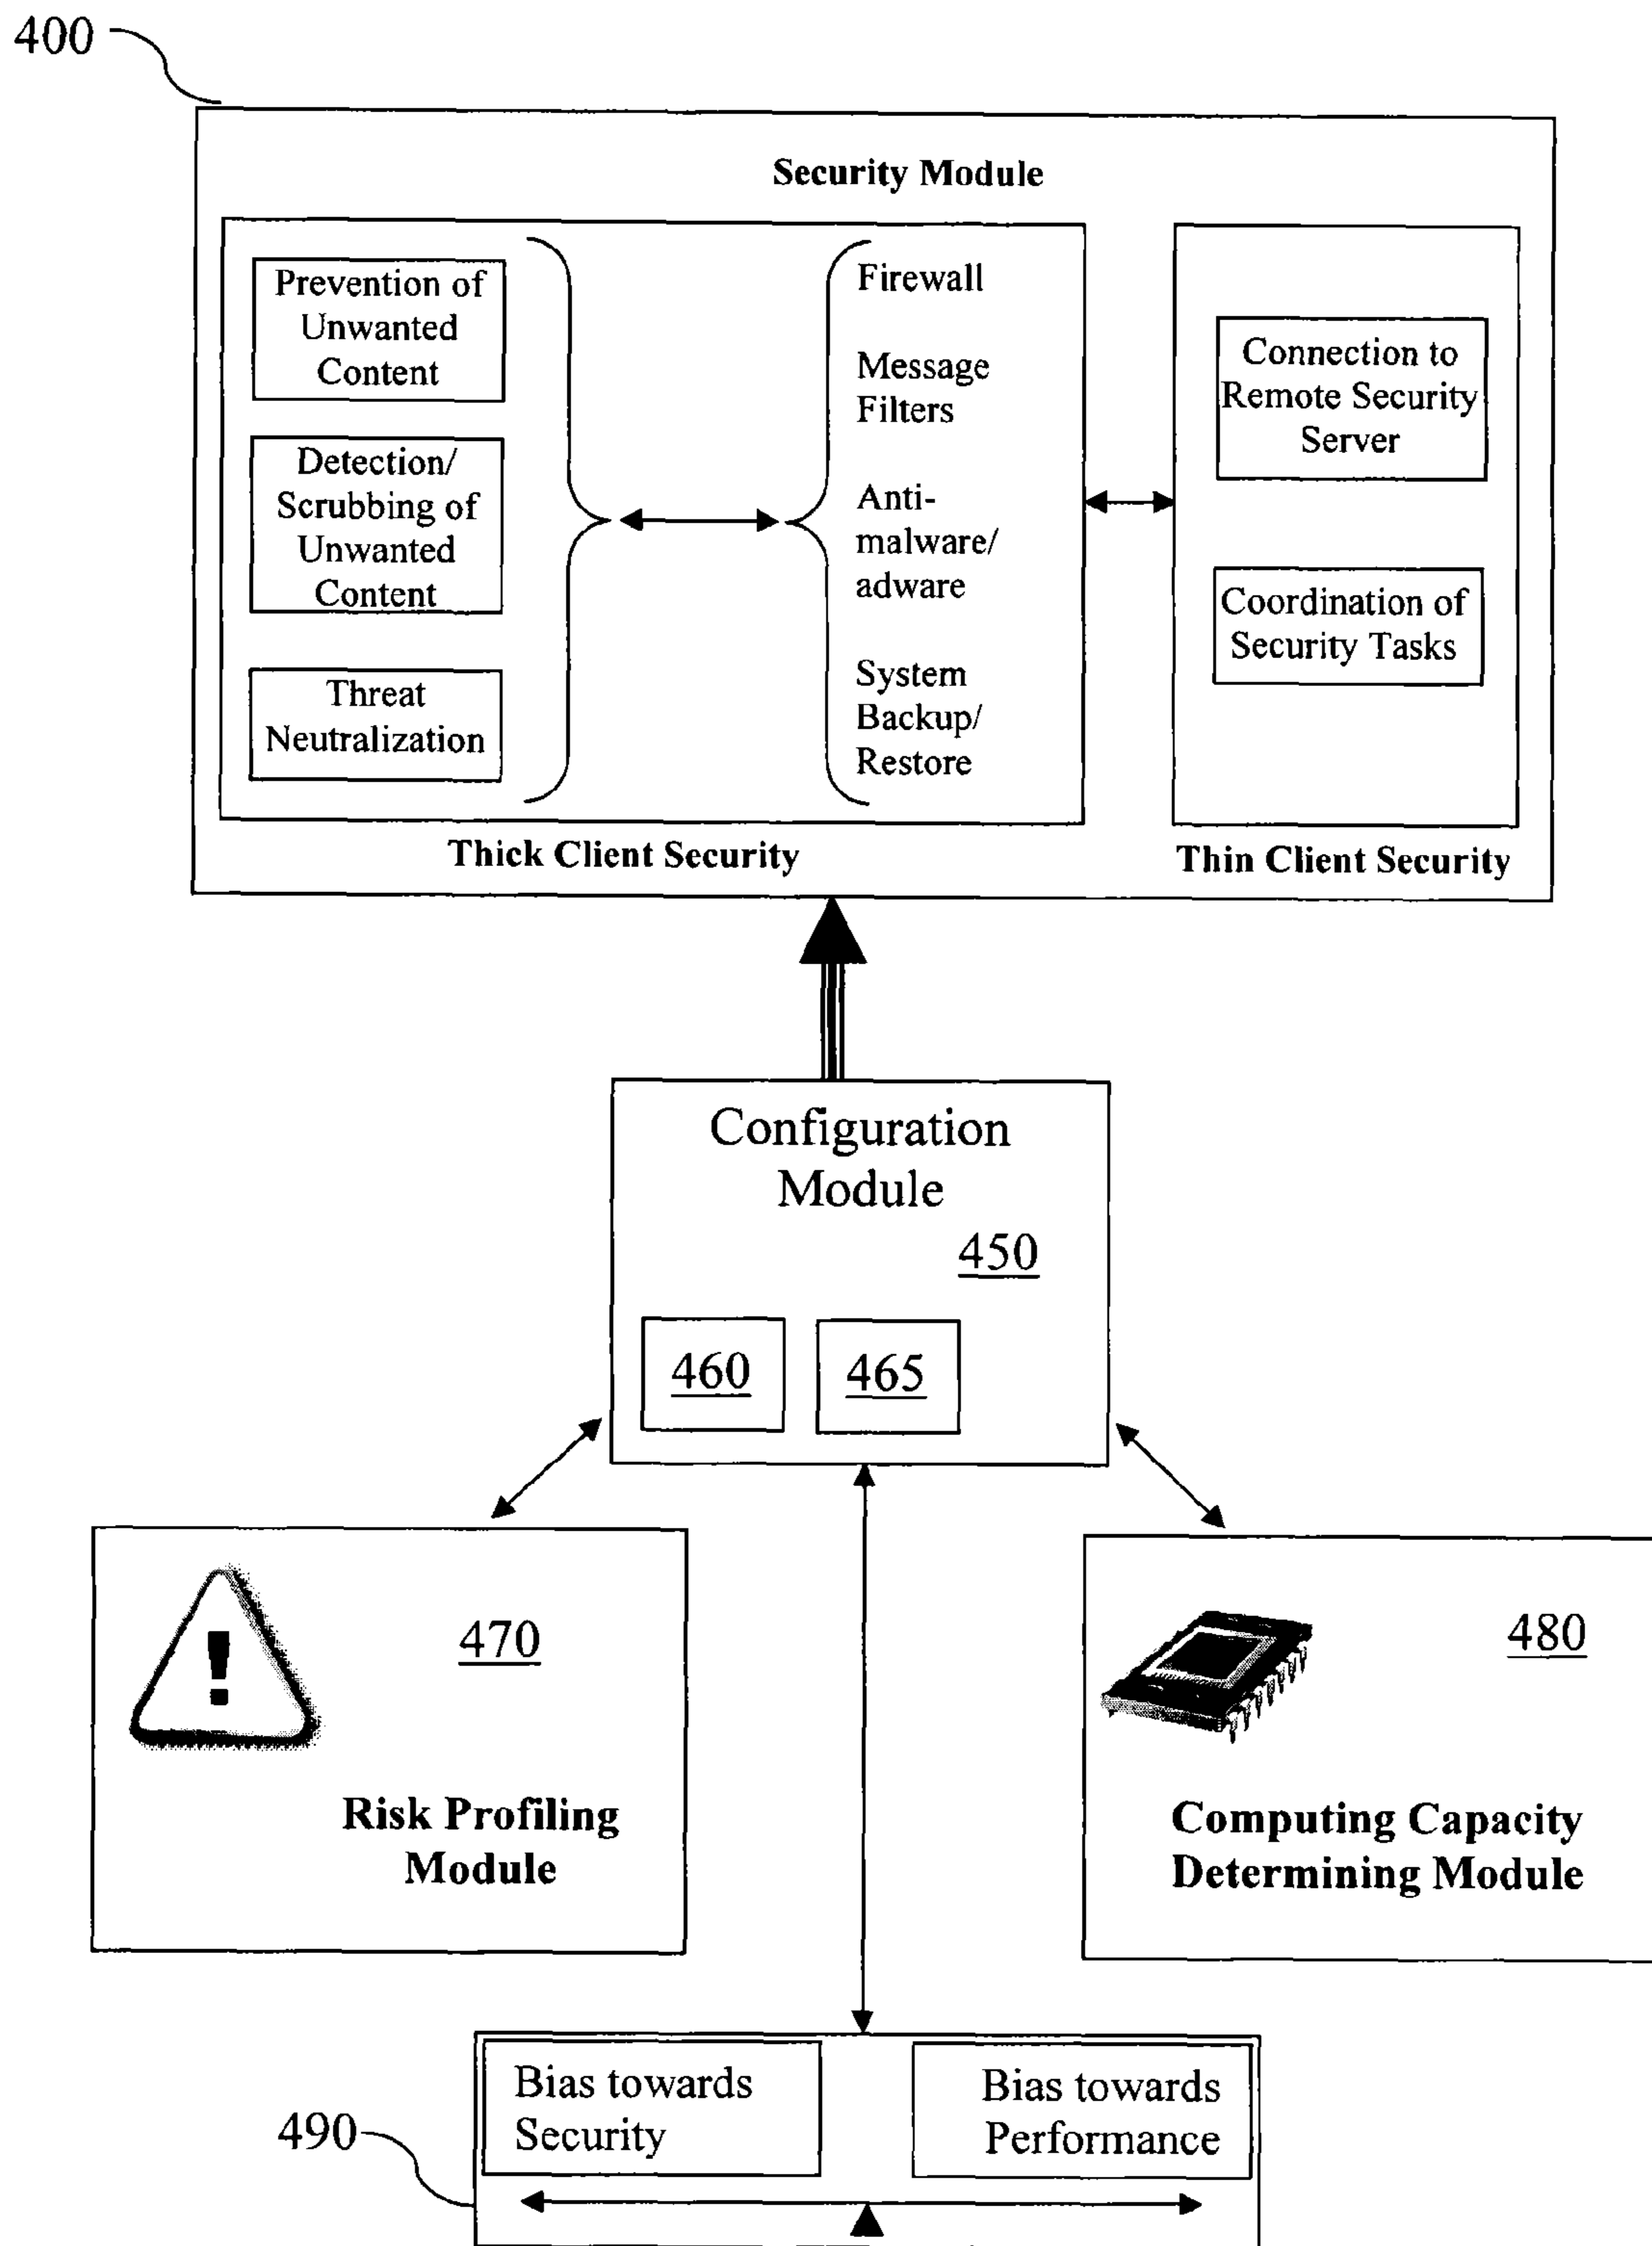 400
Security Module
Prevention of
Unwanted
Content
Detection/
Scrubbing of
Unwanted
Content
Threat
Neutralization
Firewall
Message
Filters
Anti-
malware/
adware
System
Backup/
Restore
Connection to
Remote Security
Server
Coordination of
Security Tasks
Thick Client Security
Thin Client Security
Configuration
Module
450
460
465
!
470
Risk Profiling
Module
480
Computing Capacity
Determining Module
Bias towards
Security
Bias towards
Performance
490